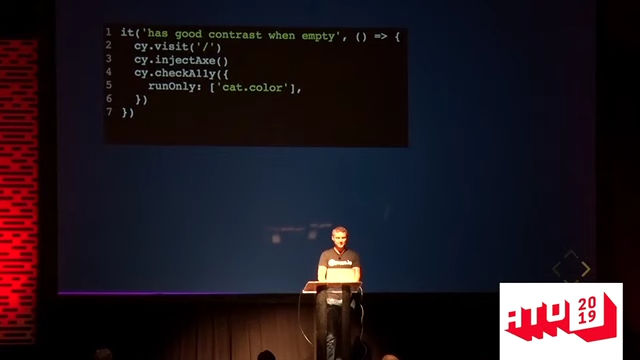 1 it('has good contrast when empty', () => {
2 cy.visit('/')
3 cy.injectAxe()
4 cy.checkA11y({
5 runOnly: ['cat.color'],
6 })
7 })
ATO
2019